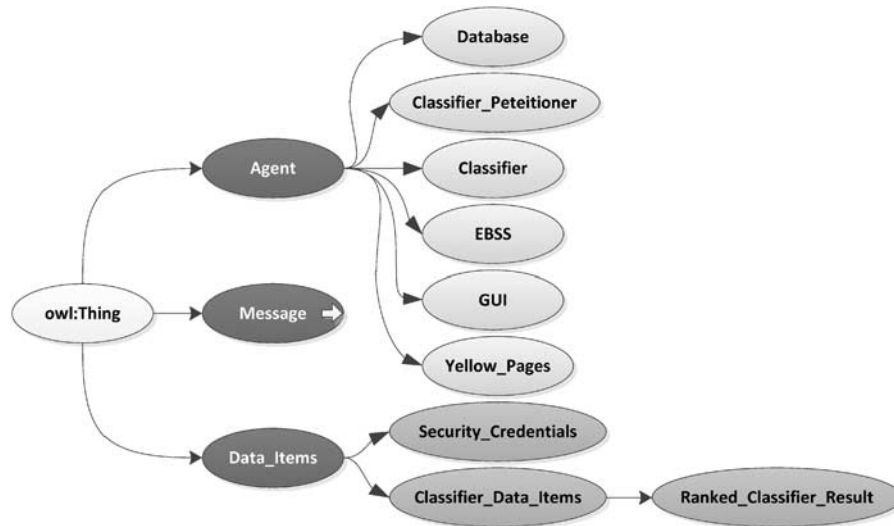 Database
Classifier_Peteitioner
Agent
Classifier
EBSS
owl:Thing
Message
GUI
Yellow_Pages
Data_Items
Security_Credentials
Classifier_Data_Items
Ranked_Classifier_Result